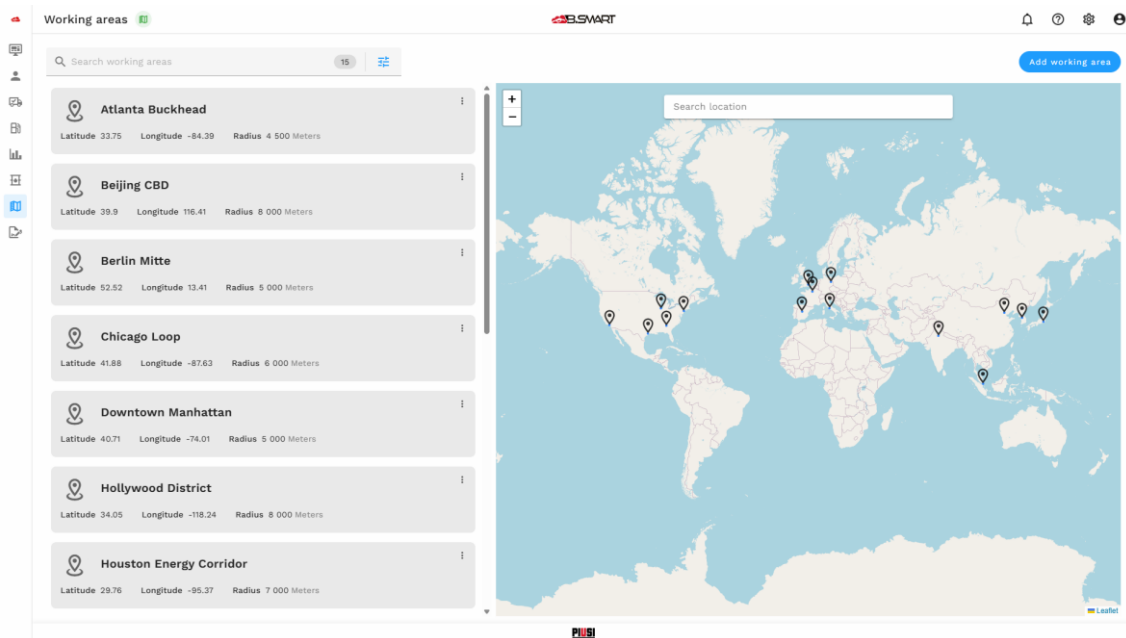 Working areas
B.SMART
Search working areas
15
Add working area
Atlanta Buckhead
Latitude 33.75 Longitude -84.39 Radius 4 500 Meters
Beijing CBD
Latitude 39.9 Longitude 116.41 Radius 8 000 Meters
Berlin Mitte
Latitude 52.52 Longitude 13.41 Radius 5 000 Meters
Chicago Loop
Latitude 41.88 Longitude -87.63 Radius 6 000 Meters
Downtown Manhattan
Latitude 40.71 Longitude -74.01 Radius 5 000 Meters
Hollywood District
Latitude 34.05 Longitude -118.24 Radius 8 000 Meters
Houston Energy Corridor
Latitude 29.76 Longitude -95.37 Radius 7 000 Meters
+
−
Search location
Leaflet
PIUSI